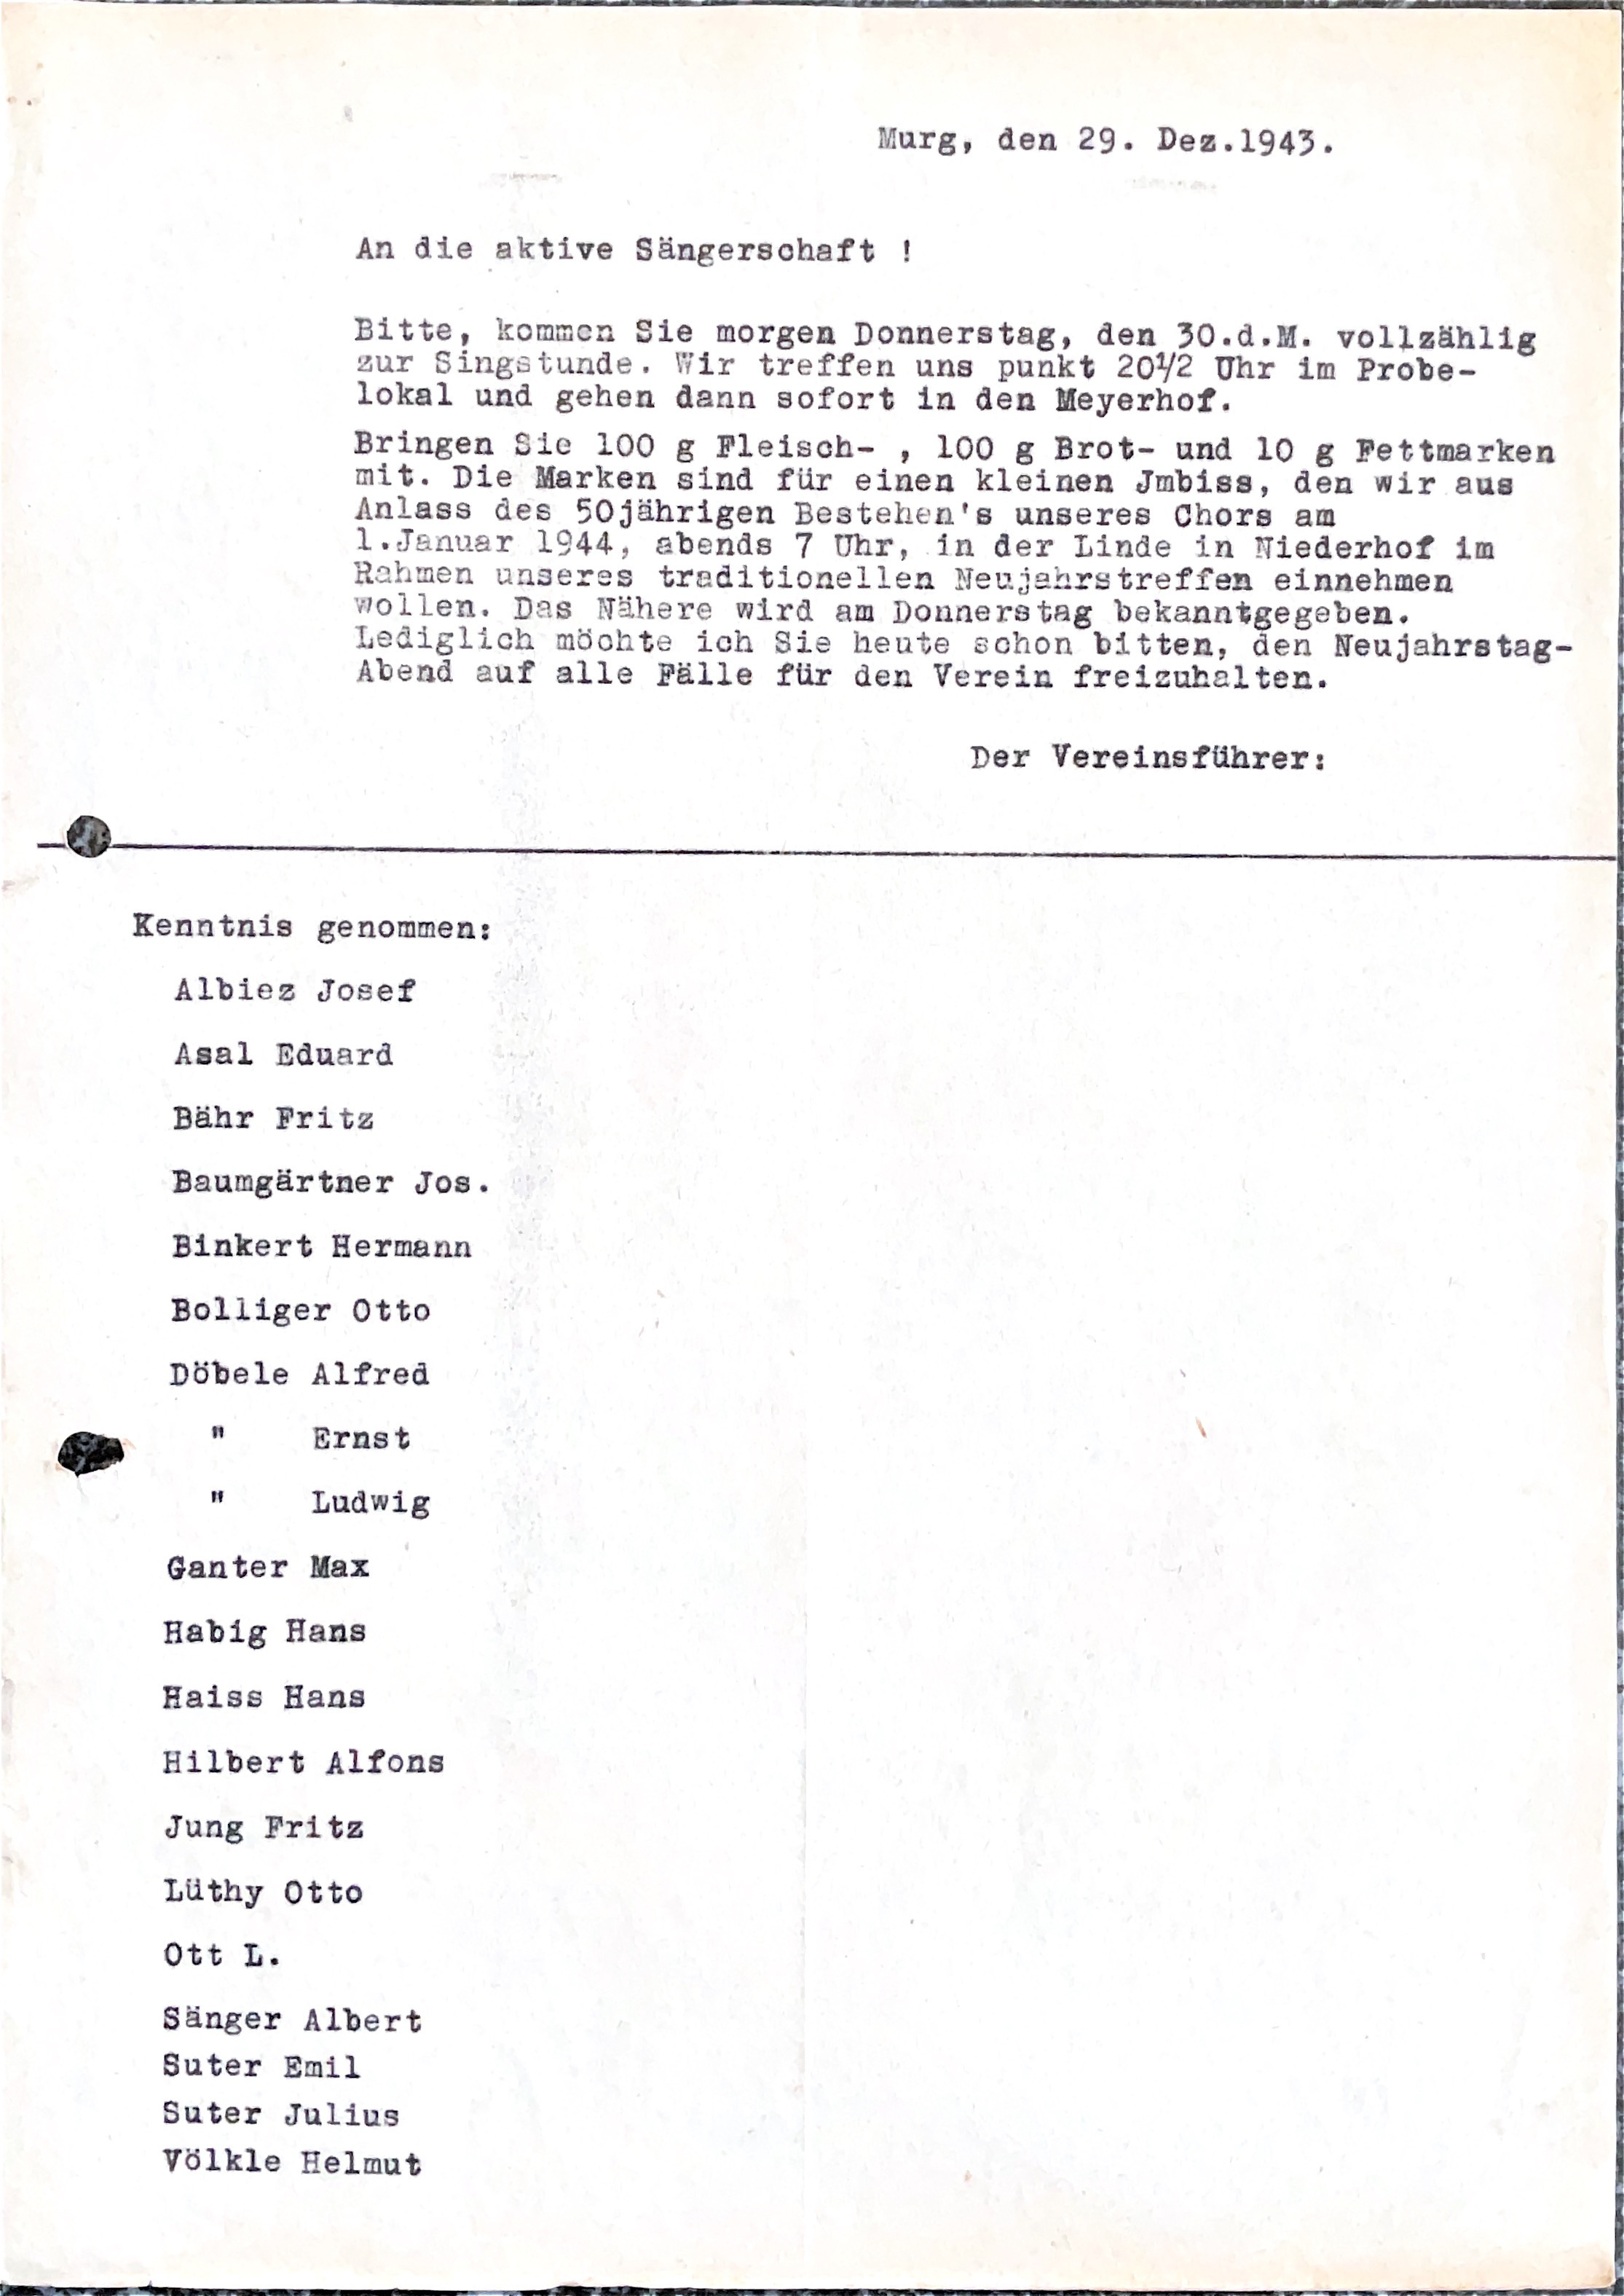 Murg, den 29. Dez.1943.
An die aktive Sängerschaft !
Bitte, kommen Sie morgen Donnerstag, den 30.d.M. vollzählig
zur Singstunde. Wir treffen uns punkt 20½ Uhr im Probe-
lokal und gehen dann sofort in den Meyerhof.
Bringen Sie 100 g Fleisch- , 100 g Brot- und 10 g Fettmarken
mit. Die Marken sind für einen kleinen Jmbiss, den wir aus
Anlass des 50jährigen Bestehen's unseres Chors am
1.Januar 1944, abends 7 Uhr, in der Linde in Niederhof im
Rahmen unseres traditionellen Neujahrstreffen einnehmen
wollen. Das Nähere wird am Donnerstag bekanntgegeben.
Lediglich möchte ich Sie heute schon bitten, den Neujahrstag-
Abend auf alle Fälle für den Verein freizuhalten.
Der Vereinsführer:
Kenntnis genommen:
Albiez Josef
Asal Eduard
Bähr Fritz
Baumgärtner Jos.
Binkert Hermann
Bolliger Otto
Döbele Alfred
" Ernst
" Ludwig
Ganter Max
Habig Hans
Haiss Hans
Hilbert Alfons
Jung Fritz
Lüthy Otto
Ott L.
Sänger Albert
Suter Emil
Suter Julius
Völkle Helmut